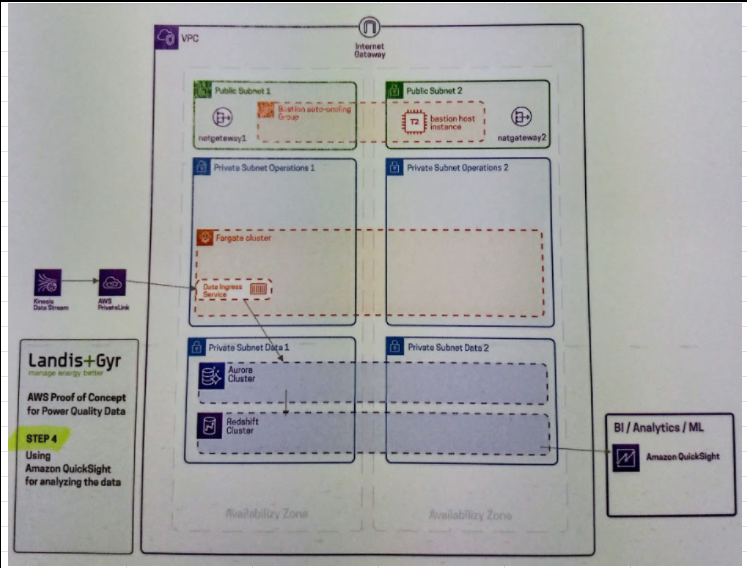 VPC
Internet
Gateway
Public Subnet 1
Public Subnet 2
Bastion auto-scaling
Group
T2
bastion host
instance
natgateway1
natgateway2
Private Subnet Operations 1
Private Subnet Operations 2
Fargate cluster
Data Ingress
Service
Kinesis
Data Stream
AWS
PrivateLink
Private Subnet Data 1
Private Subnet Data 2
Aurora
Cluster
Redshift
Cluster
Landis+Gyr
manage energy better
AWS Proof of Concept
for Power Quality Data
STEP 4
Using
Amazon QuickSight
for analyzing the data
BI / Analytics / ML
Amazon QuickSight
Availability Zone
Availability Zone